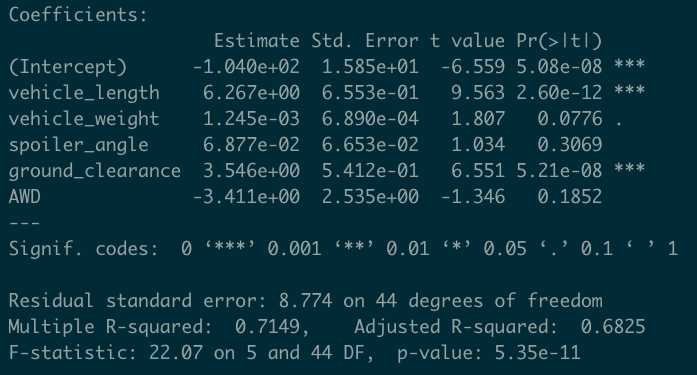 Coefficients:
                   Estimate Std. Error t value Pr(>|t|)
(Intercept)      -1.040e+02  1.585e+01  -6.559 5.08e-08 ***
vehicle_length    6.267e+00  6.553e-01   9.563 2.60e-12 ***
vehicle_weight    1.245e-03  6.890e-04   1.807   0.0776 .
spoiler_angle     6.877e-02  6.653e-02   1.034   0.3069
ground_clearance  3.546e+00  5.412e-01   6.551 5.21e-08 ***
AWD              -3.411e+00  2.535e+00  -1.346   0.1852
---
Signif. codes:  0 ‘***’ 0.001 ‘**’ 0.01 ‘*’ 0.05 ‘.’ 0.1 ‘ ’ 1
Residual standard error: 8.774 on 44 degrees of freedom
Multiple R-squared:  0.7149,    Adjusted R-squared:  0.6825
F-statistic: 22.07 on 5 and 44 DF,  p-value: 5.35e-11